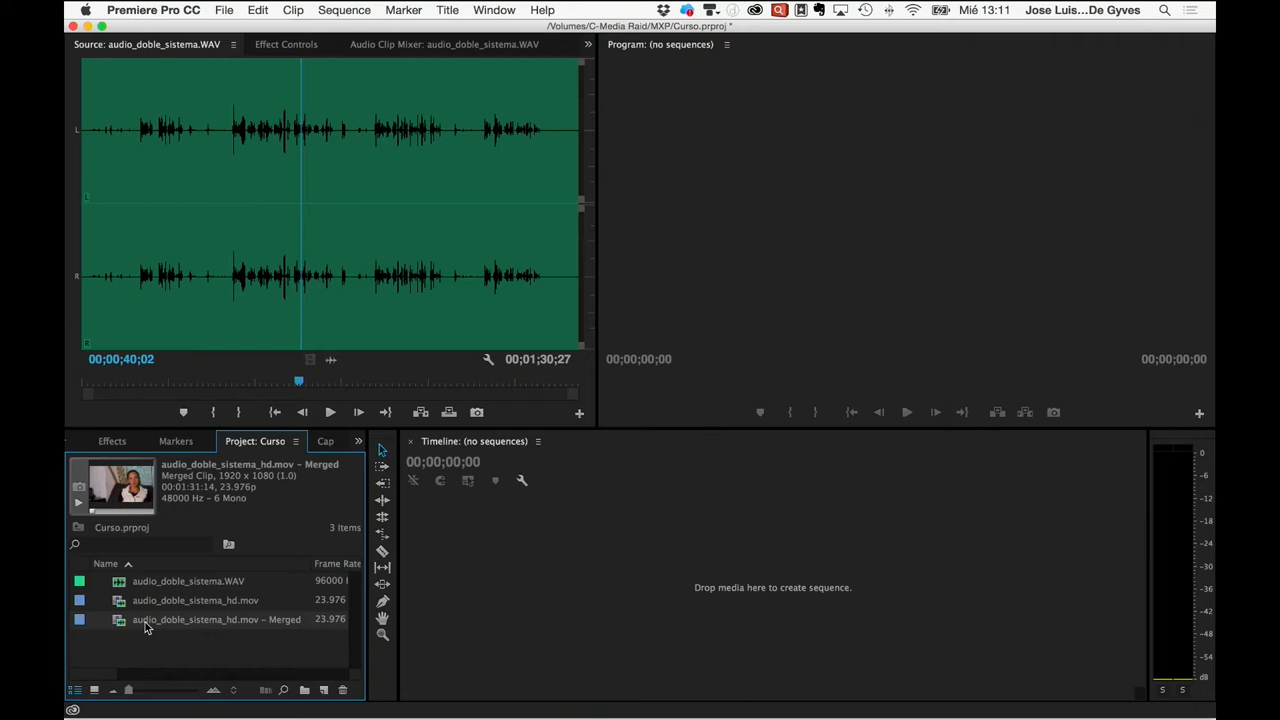 Premiere Pro CC File Edit Clip Sequence Marker Title Window Help Mié 13:11 Jose Luis...De Gyves
/Volumes/C-Media Raid/MXP/Curso.prproj *
Source: audio_doble_sistema.WAV Effect Controls Audio Clip Mixer: audio_doble_sistema.WAV
Program: (no sequences)
L
L
R
R
00;00;40;02 00;01;30;27
00;00;00;00 00;00;00;00
Effects Markers Project: Curso Cap
Timeline: (no sequences)
00;00;00;00
audio_doble_sistema_hd.mov – Merged
Merged Clip, 1920 x 1080 (1.0)
00:01:31:14, 23.976p
48000 Hz – 6 Mono
Curso.prproj 3 Items
Name Frame Rate
audio_doble_sistema.WAV 96000
audio_doble_sistema_hd.mov 23.976
audio_doble_sistema_hd.mov – Merged 23.976
Drop media here to create sequence.
0
-6
-12
-18
-24
-30
-36
-42
-48
-54
dB
S S